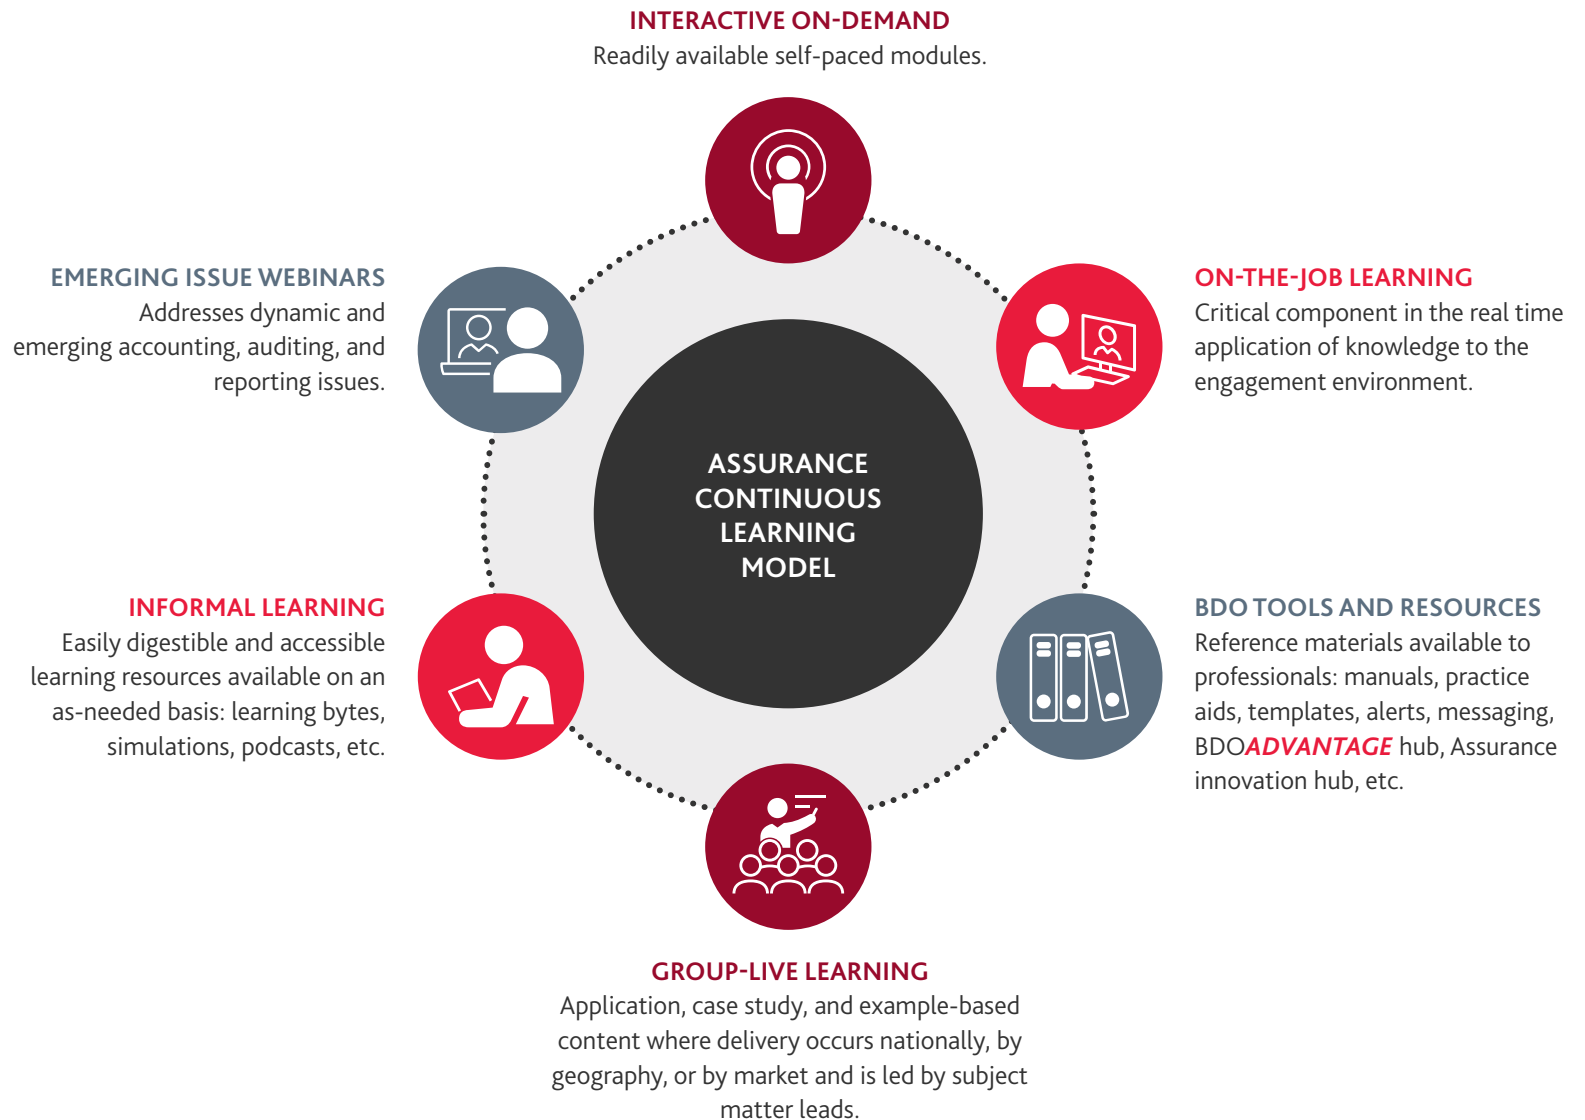 INTERACTIVE ON-DEMAND
Readily available self-paced modules.
EMERGING ISSUE WEBINARS
Addresses dynamic and
emerging accounting, auditing, and
reporting issues.
ON-THE-JOB LEARNING
Critical component in the real time
application of knowledge to the
engagement environment.
ASSURANCE
CONTINUOUS
LEARNING
MODEL
INFORMAL LEARNING
Easily digestible and accessible
learning resources available on an
as-needed basis: learning bytes,
simulations, podcasts, etc.
BDO TOOLS AND RESOURCES
Reference materials available to
professionals: manuals, practice
aids, templates, alerts, messaging,
BDOADVANTAGE hub, Assurance
innovation hub, etc.
GROUP-LIVE LEARNING
Application, case study, and example-based
content where delivery occurs nationally, by
geography, or by market and is led by subject
matter leads.